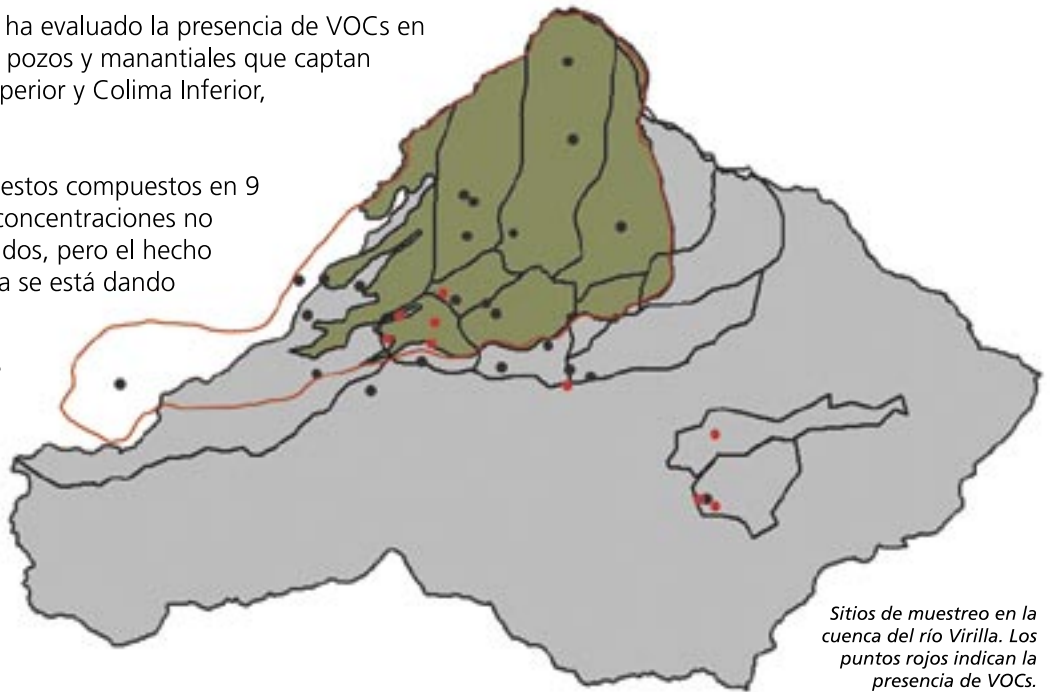 ha evaluado la presencia de VOCs en
pozos y manantiales que captan
perior y Colima Inferior,
estos compuestos en 9
concentraciones no
dos, pero el hecho
a se está dando
Sitios de muestreo en la
cuenca del río Virilla. Los
puntos rojos indican la
presencia de VOCs.